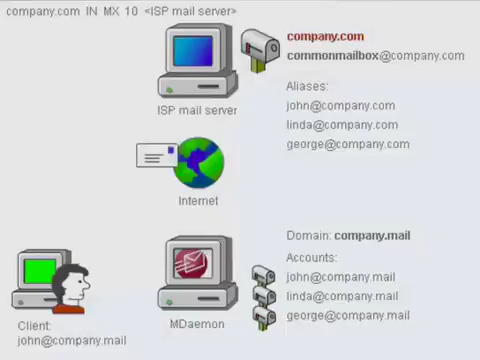 company.com IN MX 10 <ISP mail server>
company.com
commonmailbox@company.com
ISP mail server
Aliases:
john@company.com
linda@company.com
george@company.com
Internet
Domain: company.mail
Accounts:
john@company.mail
linda@company.mail
george@company.mail
MDaemon
Client:
john@company.mail